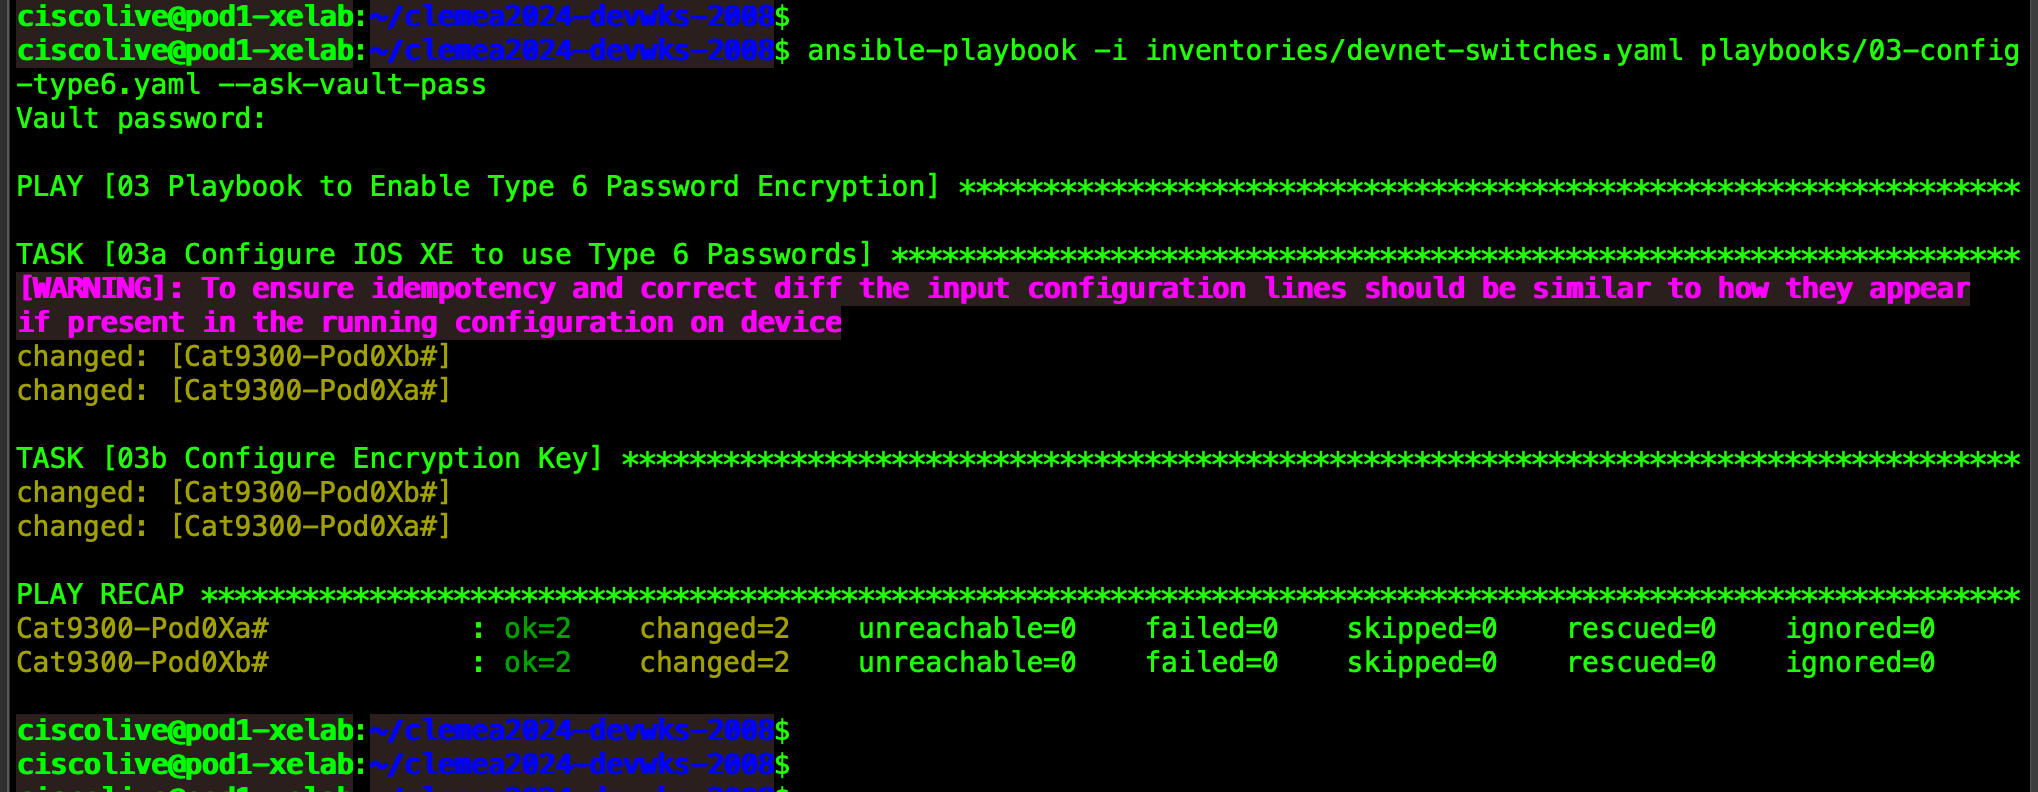 ciscolive@pod1-xelab:~/clemea2024-devwks-2008$
ciscolive@pod1-xelab:~/clemea2024-devwks-2008$ ansible-playbook -i inventories/devnet-switches.yaml playbooks/03-config
-type6.yaml --ask-vault-pass
Vault password:
PLAY [03 Playbook to Enable Type 6 Password Encryption] ***************************************************************
TASK [03a Configure IOS XE to use Type 6 Passwords] *******************************************************************
[WARNING]: To ensure idempotency and correct diff the input configuration lines should be similar to how they appear
if present in the running configuration on device
changed: [Cat9300-Pod0Xb#]
changed: [Cat9300-Pod0Xa#]
TASK [03b Configure Encryption Key] ***********************************************************************************
changed: [Cat9300-Pod0Xb#]
changed: [Cat9300-Pod0Xa#]
PLAY RECAP ************************************************************************************************************
Cat9300-Pod0Xa#            : ok=2    changed=2    unreachable=0    failed=0    skipped=0    rescued=0    ignored=0
Cat9300-Pod0Xb#            : ok=2    changed=2    unreachable=0    failed=0    skipped=0    rescued=0    ignored=0
ciscolive@pod1-xelab:~/clemea2024-devwks-2008$
ciscolive@pod1-xelab:~/clemea2024-devwks-2008$